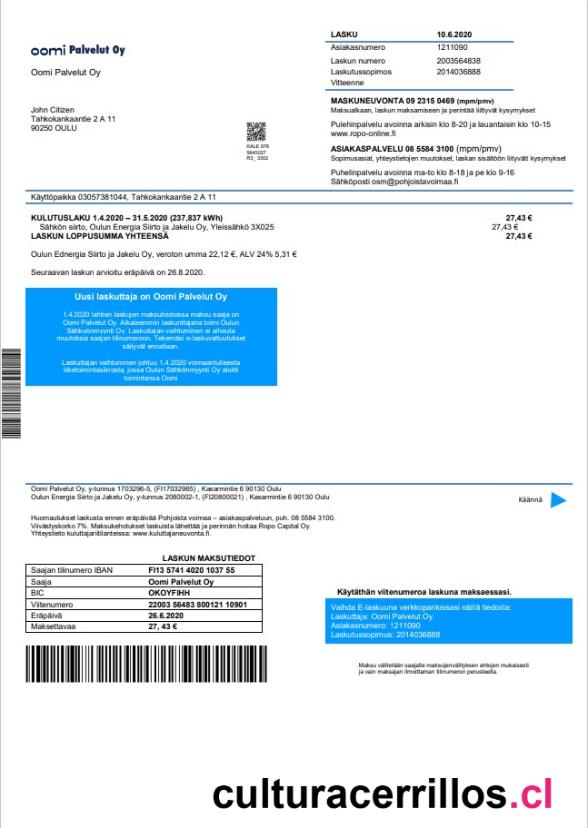 oomi Palvelut Oy
Oomi Palvelut Oy
LASKU 10.6.2020
Asiakasnumero 1211090
Laskun numero 2003564838
Laskutussopimos 2014036888
Vitteenne
MASKUNEUVONTA 09 2315 0469 (mpm/pmv)
Maksualkaan, laskun maksamiseen ja perintää liittyvät kysymykset
Pulehinpalvelu avoinna arkisin klo 8-20 ja lauantaisin klo 10-15
www.ropo-online.fi
ASIAKASPALVELU 08 5584 3100 (mpm/pmv)
Sopimusasiat, yhteystietojen muutokset, laskan sisältöön liityvätt kysymykset
Puhelinpalvelu avoinna ma-to klo 8-18 ja pe klo 9-16
Sähköposti osm@pohjoistavoimaa.fi
John Citizen
Tahkokankaantie 2 A 11
90250 OULU
KALE 676
5645027
R3_ 3302
Käyttöpaikka 03057381044, Tahkokankaantie 2 A 11
KULUTUSLAKU 1.4.2020 – 31.5.2020 (237,837 kWh) 27,43 €
Sähkön siirto, Oulun Energia Siirto ja Jakelu Oy, Yleissähkö 3X025 27,43 €
LASKUN LOPPUSUMMA YHTEENSÄ 27,43 €
Oulun Ednergia Siirto ja Jakelu Oy, veroton umma 22,12 €, ALV 24% 5,31 €
Seuraavan laskun arvioitu eräpäivä on 26.8.2020.
Uusi laskuttaja on Oomi Palvelut Oy
1.4.2020 lahtien laskujen maksutiedoissa maksu saaja on
Oomi Palvelut Oy. Aikaisemmin laskunttajana toimi Oulun
Sähköönmyynti Oy. Laskuttajan vaihtuminen ei aiheuta
muutoksiis saajan tilinumeroon. Tekemäsi e-laskuvaltuutukset
säilyvät ennallaan.
Laskuttajan vaihtuminen johtuu 1.4.2020 voimaantulleesta
liiketoimintasiirrosta, jossa Oulun Sähkönmyynti Oy aloitti
toimintansa Oomi
Oomi Palvelut Oy, y-tunnus 1703296-5, (FI17032965) , Kasarmintie 6 90130 Oulu
Oulun Energia Siirto ja Jakelu Oy, y-tunnus 2080002-1, (FI20800021) , Kasarmintie 6 90130 Oulu
Käännä
Huomautukset laskusta ennen eräpäivää Pohjoista voimaa – asiakaspalveluun, puh. 08 5584 3100.
Viivästyskorko 7%. Maksukehotukset laskuista lähettää ja perinnän hoitaa Ropo Capital Oy.
Yhteystieto kuluttajaritilanteissa: www.kuluttajaneuvonta.fi.
LASKUN MAKSUTIEDOT
Saajan tilinumero IBAN FI13 5741 4020 1037 55
Saaja Oomi Palvelut Oy
BIC OKOYFIHH
Viitenumero 22003 56483 800121 10901
Eräpäivä 26.6.2020
Maksettavaa 27, 43 €
Käytäthän viitenumeroa laskuna maksaessasi.
Vaihda E-laskuuna verkkopankissasi näillä tiedoilla:
Laskuttaja: Oomi Palvelut Oy
Asiakasnumero: 1211090
Laskutussopimus: 2014036888
Maksu välitetään saajalle maksujenvälityksen ehtojen mukaisesti
ja vain maksajan ilmoittaman tilinumeron perusteella.
culturacerrillos.cl